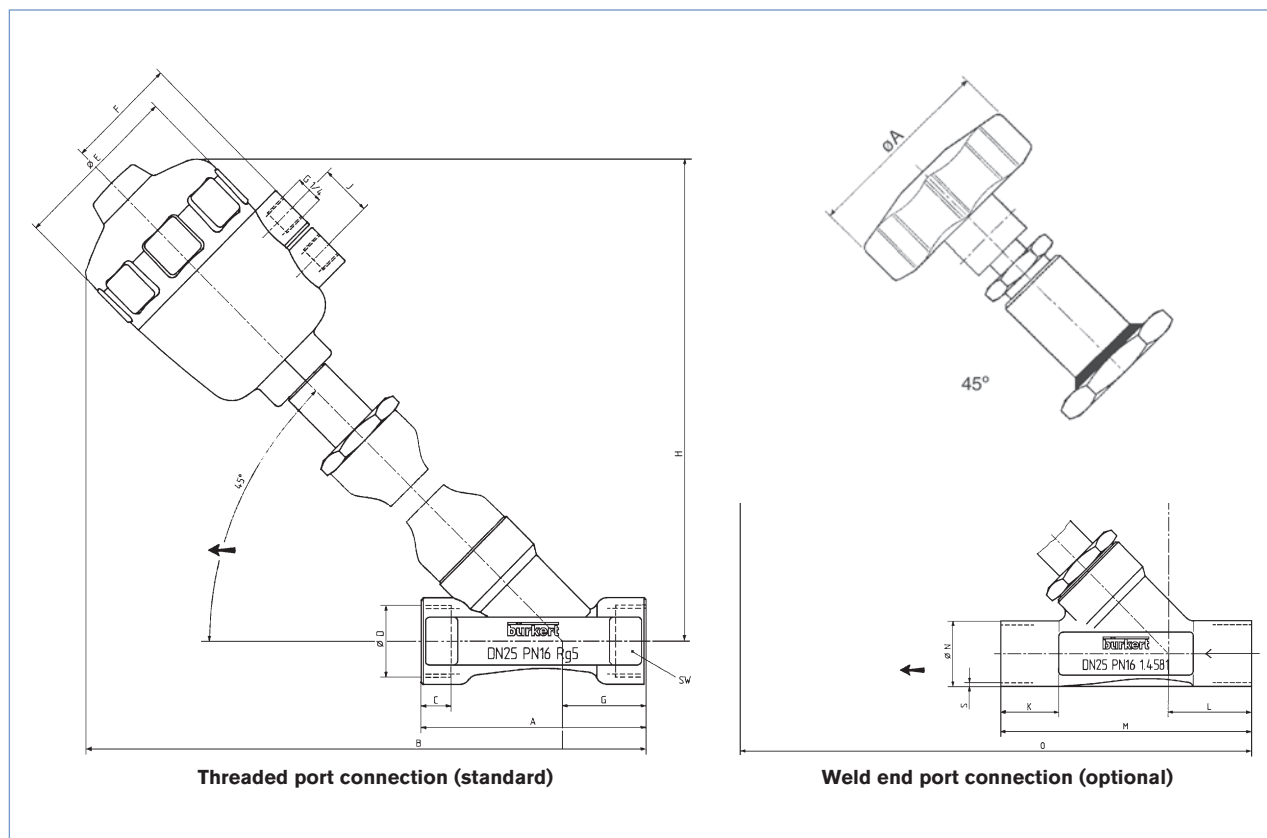 F
Ø E
G 1/4
J
H
45°
Ø D
burkert
DN25 PN16 Rg5
SW
C
G
A
B
Threaded port connection (standard)
øA
45°
burkert
DN25 PN16 1.4581
Ø N
S
K
L
M
O
Weld end port connection (optional)